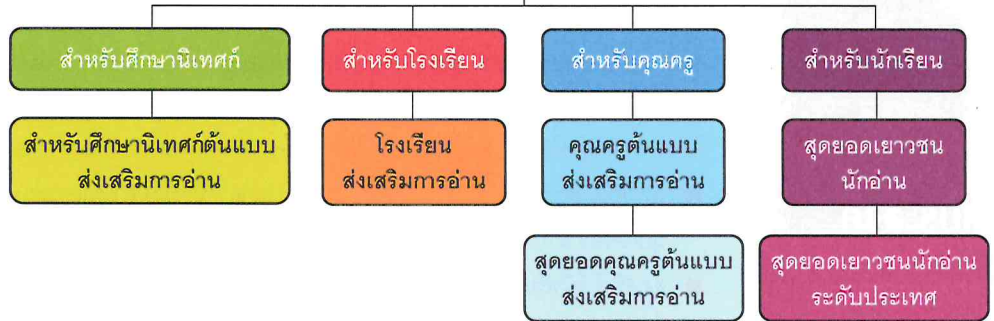 สำหรับศึกษานิเทศก์
สำหรับโรงเรียน
สำหรับคุณครู
สำหรับนักเรียน
สำหรับศึกษานิเทศก์ต้นแบบ
ส่งเสริมการอ่าน
โรงเรียน
ส่งเสริมการอ่าน
คุณครูต้นแบบ
ส่งเสริมการอ่าน
สุดยอดเยาวชน
นักอ่าน
สุดยอดคุณครูต้นแบบ
ส่งเสริมการอ่าน
สุดยอดเยาวชนนักอ่าน
ระดับประเทศ